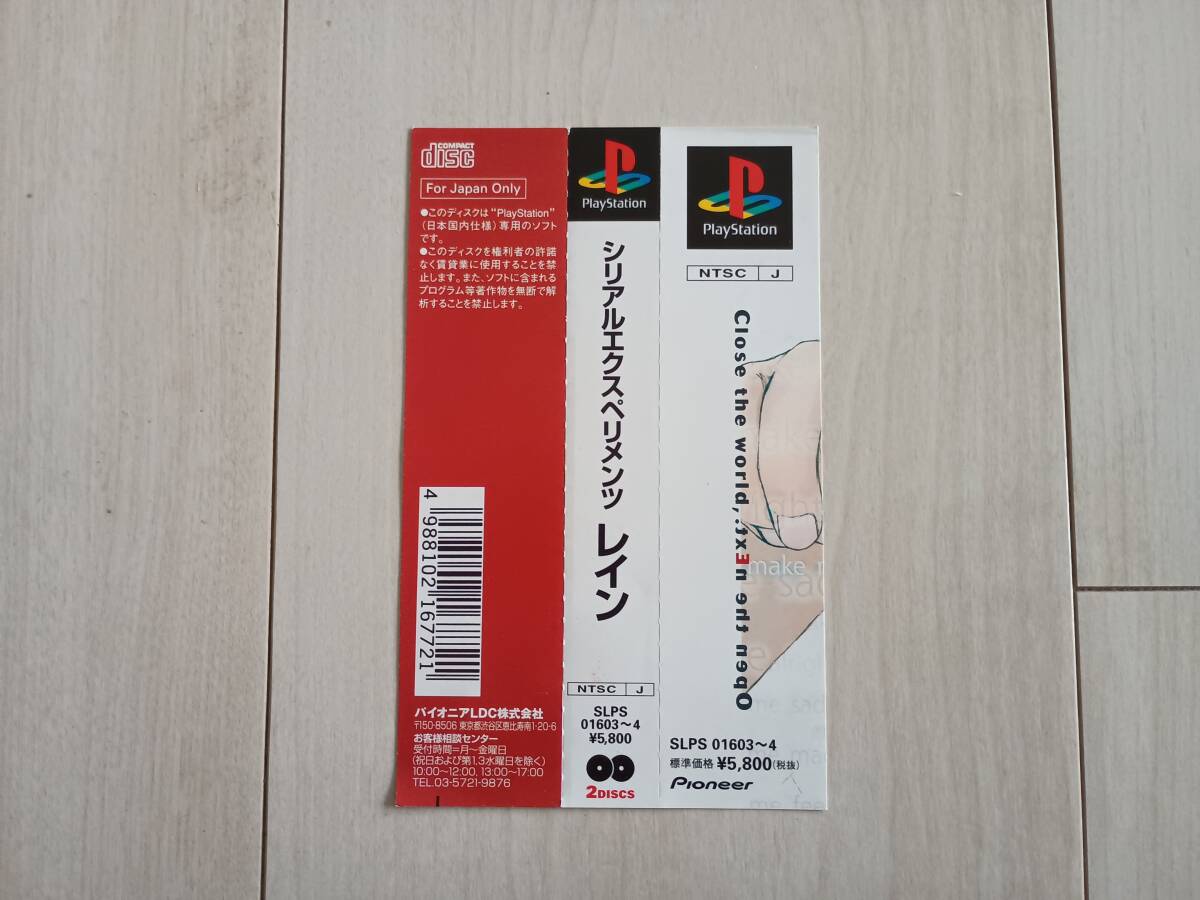 COMPACT
disc
For Japan Only
●このディスクは“PlayStation”
(日本国内仕様)専用のソフト
です。
●このディスクを権利者の許諾
なく賃貸業に使用することを禁
止します。また、ソフトに含まれる
プログラム等著作物を無断で解
析することを禁止します。
4 988102 167721
パイオニアLDC株式会社
〒150-8506 東京都渋谷区恵比寿南1-20-6
お客様相談センター
受付時間=月〜金曜日
(祝日および第1,3水曜日を除く)
10:00〜12:00, 13:00〜17:00
TEL.03-5721-9876
PlayStation
シリアルエクスペリメンツ レイン
NTSC J
SLPS
01603〜4
¥5,800
2DISCS
PlayStation
NTSC J
Close the world,
Open the nExt.
make
sad
SLPS 01603〜4
標準価格 ¥5,800(税抜)
Pioneer